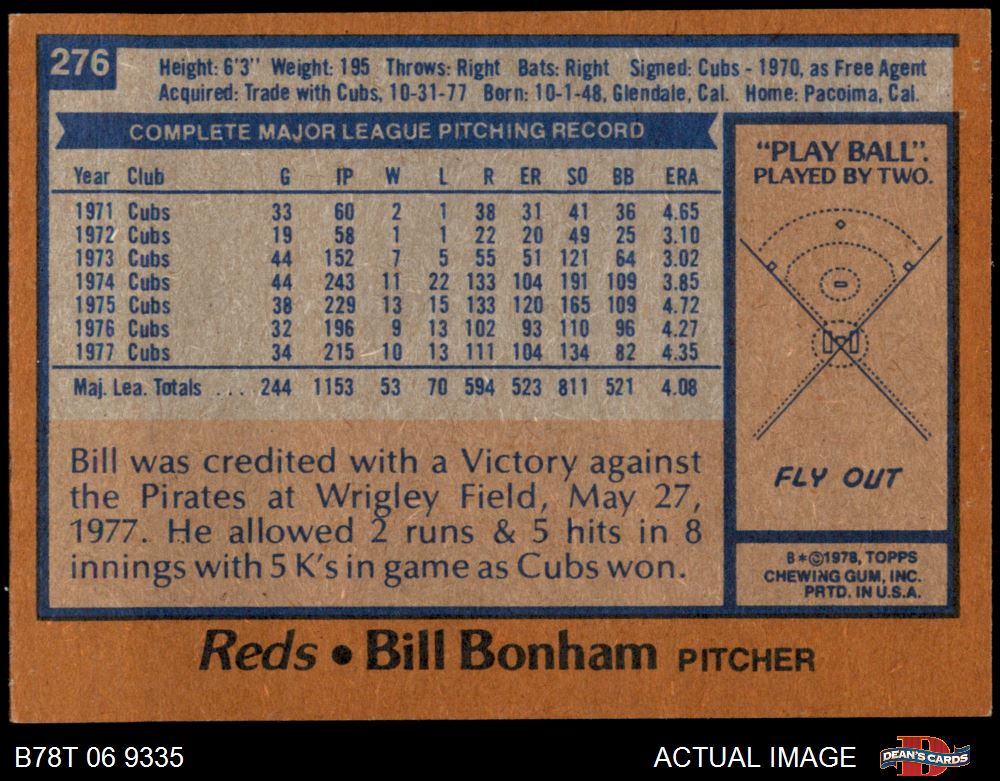 276
Height: 6'3" Weight: 195 Throws: Right Bats: Right Signed: Cubs - 1970, as Free Agent
Acquired: Trade with Cubs, 10-31-77 Born: 10-1-48, Glendale, Cal. Home: Pacoima, Cal.
COMPLETE MAJOR LEAGUE PITCHING RECORD
Year Club G IP W L R ER SO BB ERA
1971 Cubs 33 60 2 1 38 31 41 36 4.65
1972 Cubs 19 58 1 1 22 20 49 25 3.10
1973 Cubs 44 152 7 5 55 51 121 64 3.02
1974 Cubs 44 243 11 22 133 104 191 109 3.85
1975 Cubs 38 229 13 15 133 120 165 109 4.72
1976 Cubs 32 196 9 13 102 93 110 96 4.27
1977 Cubs 34 215 10 13 111 104 134 82 4.35
Maj. Lea. Totals ... 244 1153 53 70 594 523 811 521 4.08
Bill was credited with a Victory against
the Pirates at Wrigley Field, May 27,
1977. He allowed 2 runs & 5 hits in 8
innings with 5 K's in game as Cubs won.
"PLAY BALL".
PLAYED BY TWO.
FLY OUT
B*©1978, TOPPS
CHEWING GUM, INC.
PRTD. IN U.S.A.
Reds • Bill Bonham PITCHER
B78T 06 9335
ACTUAL IMAGE
DEAN'S CARDS